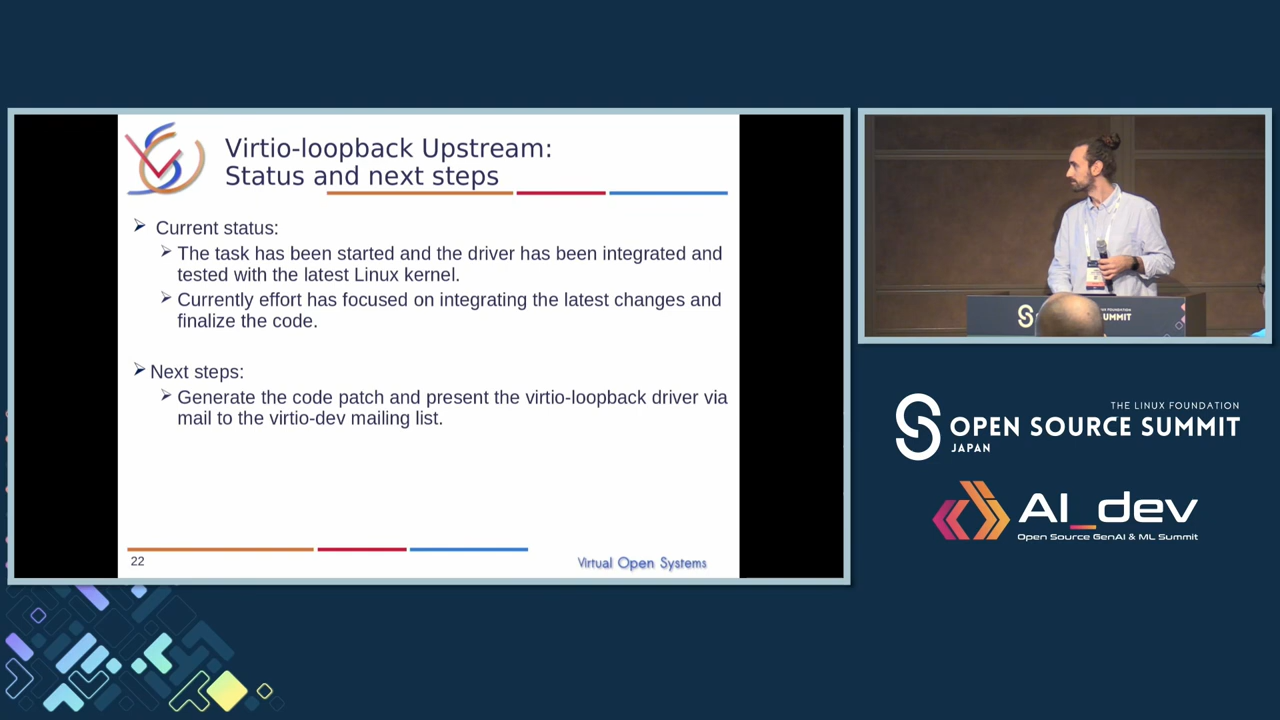 Virtio-loopback Upstream:
Status and next steps
Current status:
The task has been started and the driver has been integrated and
tested with the latest Linux kernel.
Currently effort has focused on integrating the latest changes and
finalize the code.
Next steps:
Generate the code patch and present the virtio-loopback driver via
mail to the virtio-dev mailing list.
22
Virtual Open Systems
SUMMIT
THE LINUX FOUNDATION
OPEN SOURCE SUMMIT
JAPAN
AI_dev
Open Source GenAI & ML Summit